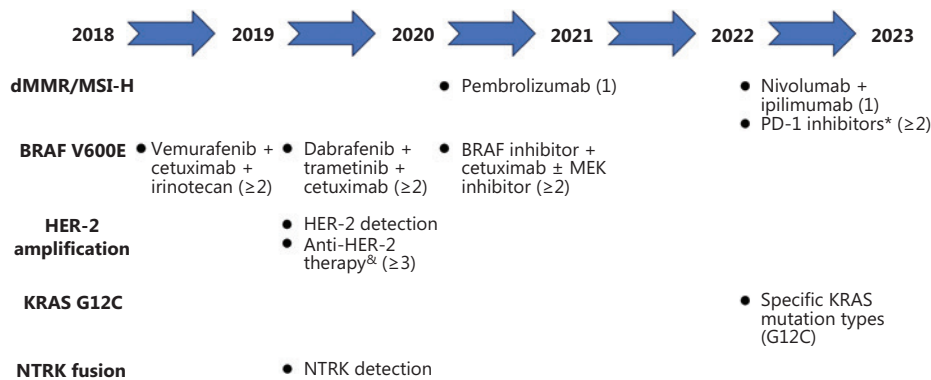 2018 2019 2020 2021 2022 2023
dMMR/MSI-H
● Pembrolizumab (1)
● Nivolumab +
ipilimumab (1)
● PD-1 inhibitors* (≥2)
BRAF V600E
● Vemurafenib +
cetuximab +
irinotecan (≥2)
● Dabrafenib +
trametinib +
cetuximab (≥2)
● BRAF inhibitor +
cetuximab ± MEK
inhibitor (≥2)
HER-2
amplification
● HER-2 detection
● Anti-HER-2
therapy& (≥3)
KRAS G12C
● Specific KRAS
mutation types
(G12C)
NTRK fusion
● NTRK detection